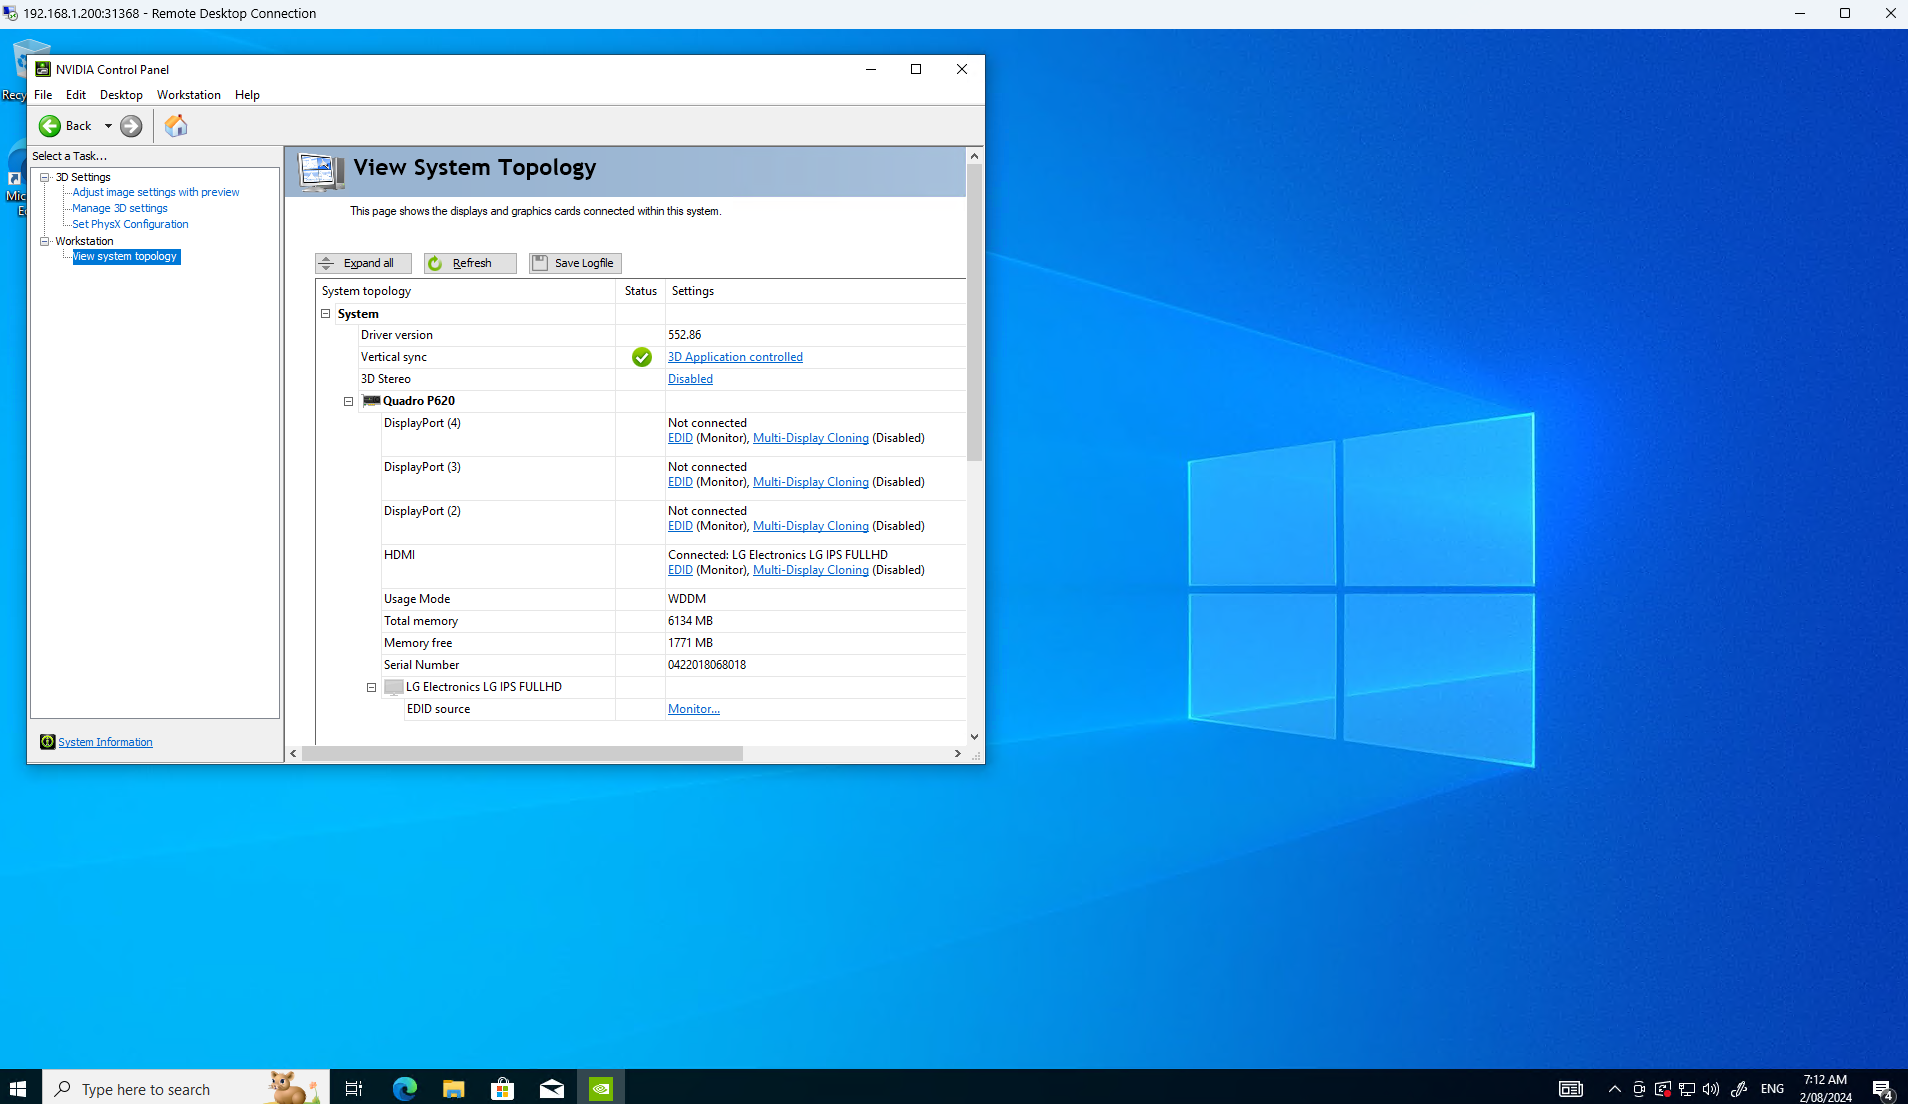 192.168.1.200:31368 - Remote Desktop Connection
Recy
NVIDIA Control Panel
File Edit Desktop Workstation Help
Back
Select a Task...
3D Settings
Adjust image settings with preview
Manage 3D settings
Set PhysX Configuration
Workstation
View system topology
System Information
Mic
E
View System Topology
This page shows the displays and graphics cards connected within this system.
Expand all Refresh Save Logfile
System topology Status Settings
System
Driver version 552.86
Vertical sync 3D Application controlled
3D Stereo Disabled
Quadro P620
DisplayPort (4) Not connected
EDID (Monitor), Multi-Display Cloning (Disabled)
DisplayPort (3) Not connected
EDID (Monitor), Multi-Display Cloning (Disabled)
DisplayPort (2) Not connected
EDID (Monitor), Multi-Display Cloning (Disabled)
HDMI Connected: LG Electronics LG IPS FULLHD
EDID (Monitor), Multi-Display Cloning (Disabled)
Usage Mode WDDM
Total memory 6134 MB
Memory free 1771 MB
Serial Number 0422018068018
LG Electronics LG IPS FULLHD
EDID source Monitor...
Type here to search
ENG
7:12 AM
2/08/2024
4